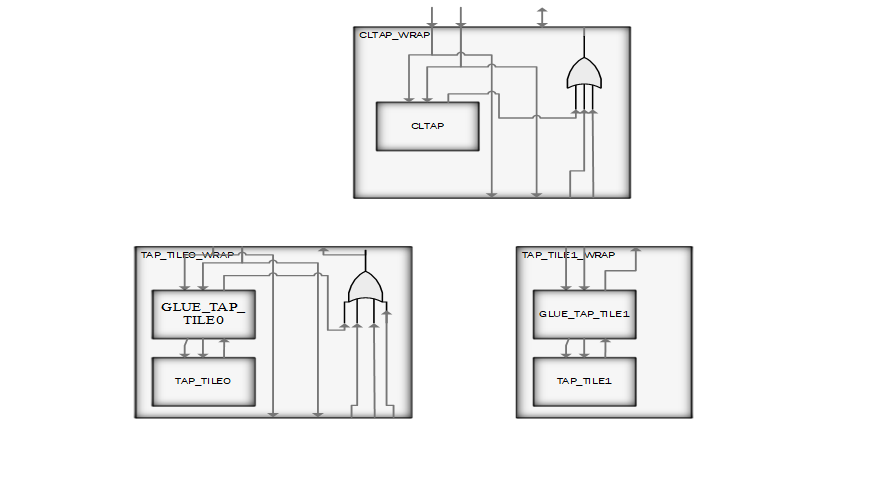 CLTAP_WRAP
CLTAP
TAP_TILE0_WRAP
GLUE_TAP_
TILE0
TAP_TILE0
TAP_TILE1_WRAP
GLUE_TAP_TILE1
TAP_TILE1